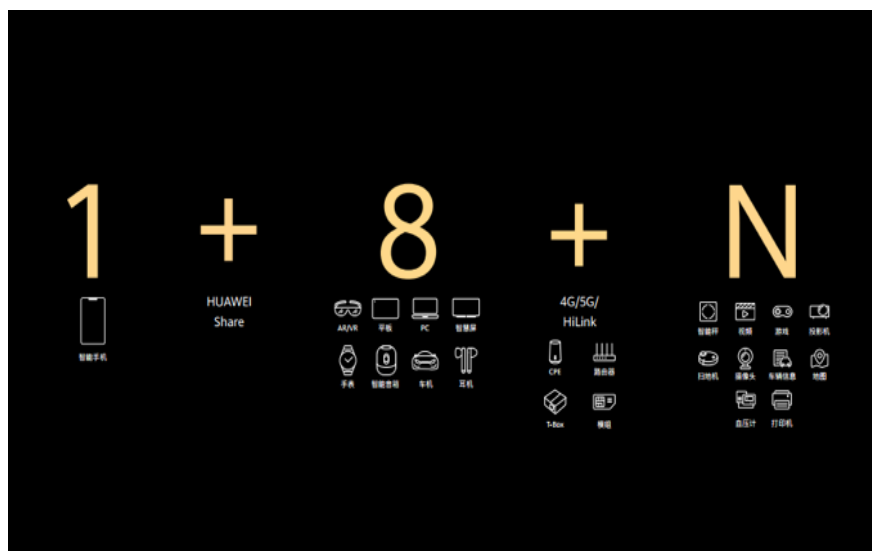 1 + 8 + N
HUAWEI
Share
4G/5G/
HiLink
智能手机
AR/VR 平板 PC 智慧屏
手表 智能音箱 车机 耳机
CPE 路由器
T-Box 模组
智能秤 视频 游戏 投影机
扫地机 摄像头 车辆信息 地图
血压计 打印机